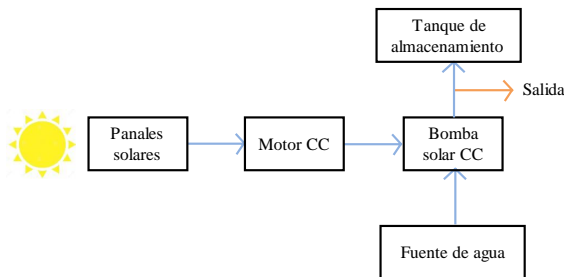 Tanque de
almacenamiento
Salida
Panales
solares
Motor CC
Bomba
solar CC
Fuente de agua